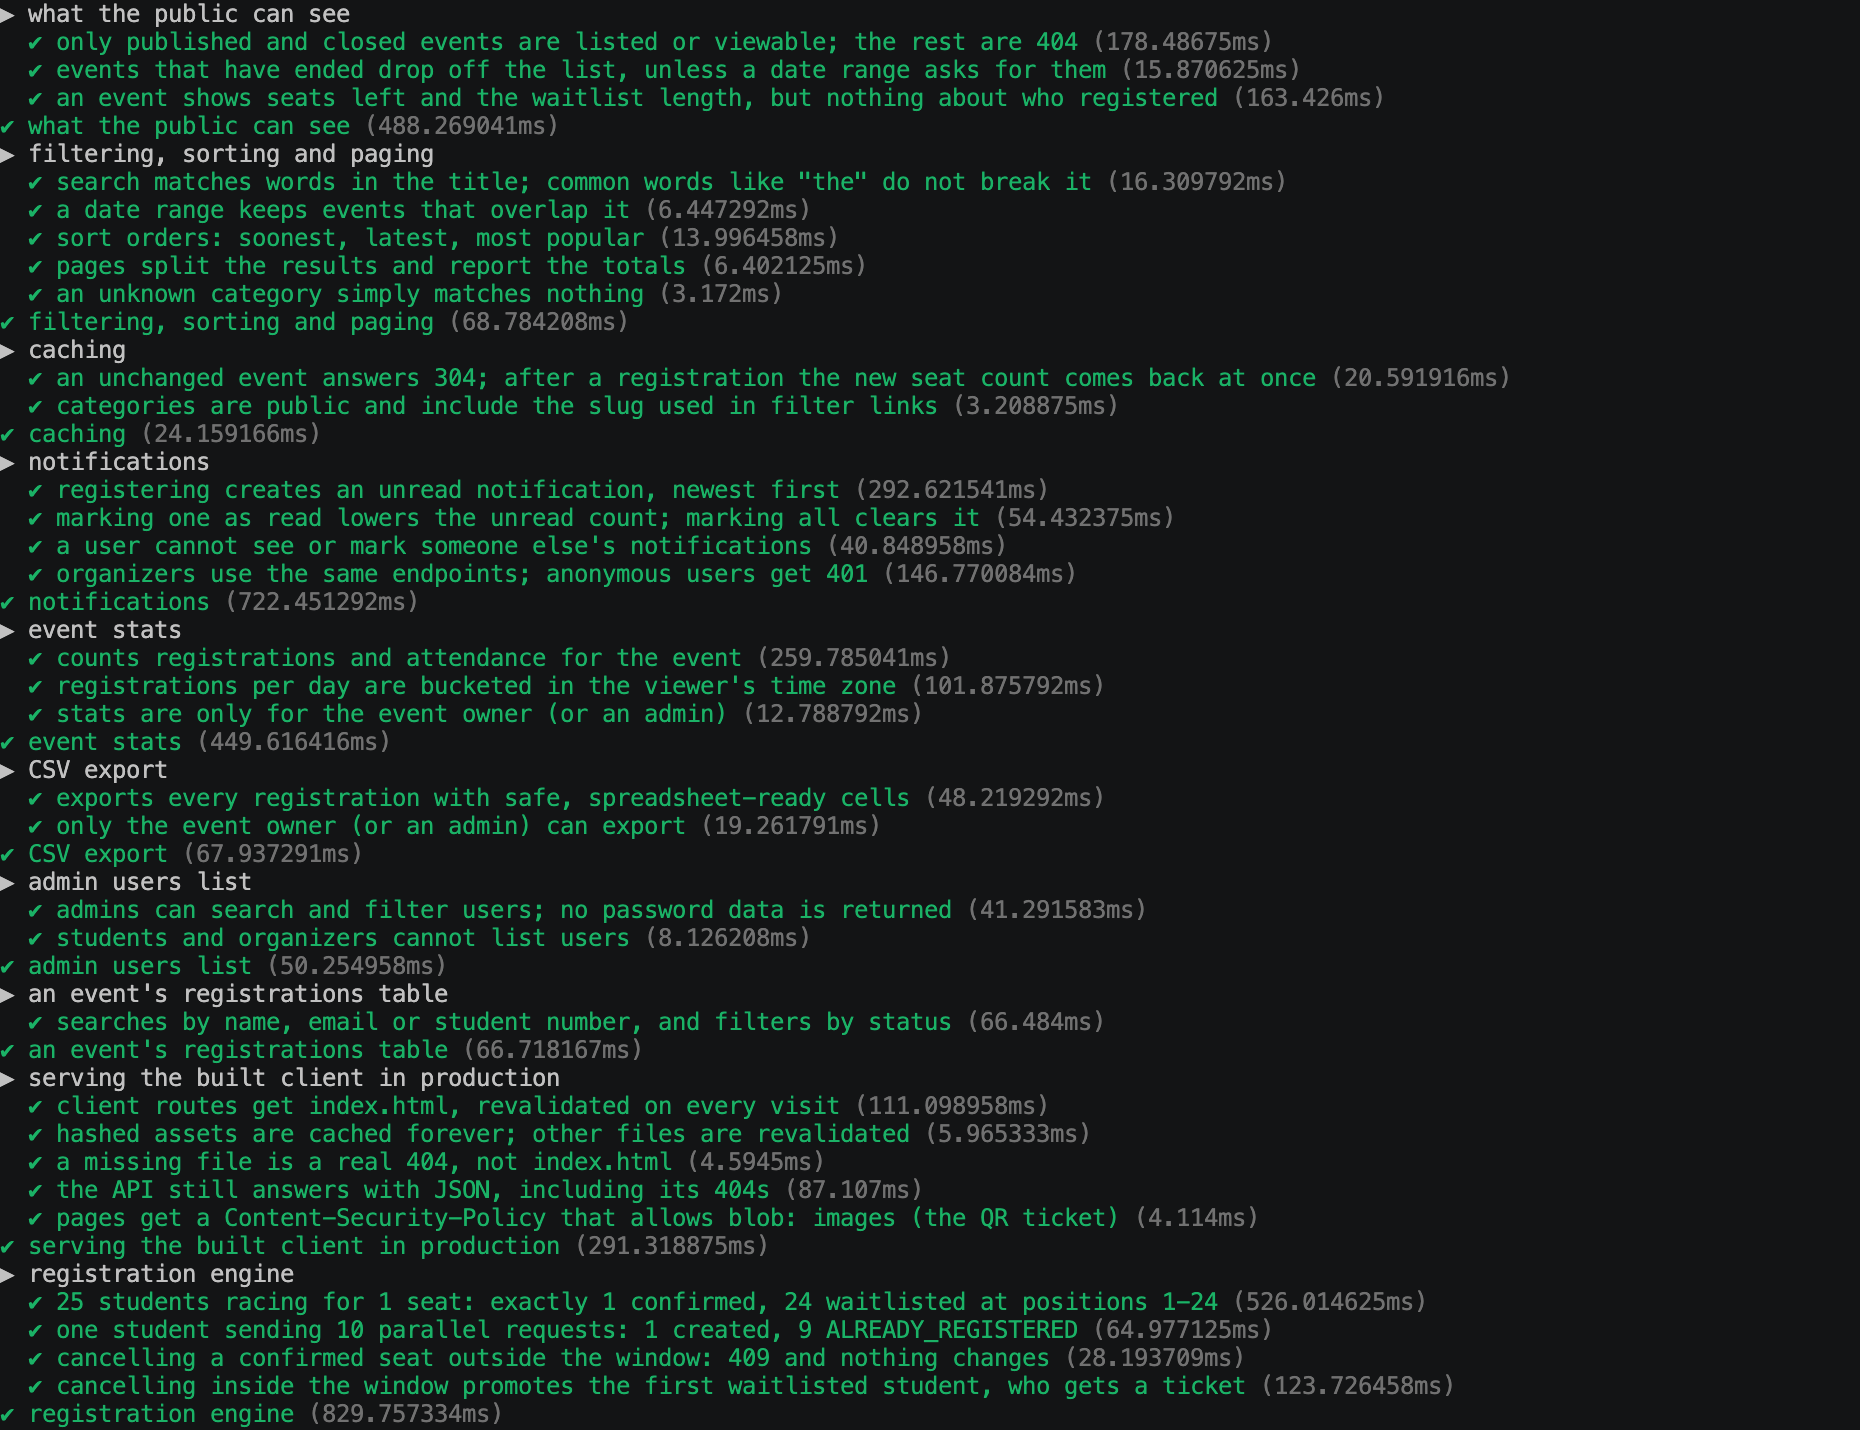 ▶ what the public can see
✔ only published and closed events are listed or viewable; the rest are 404 (178.48675ms)
✔ events that have ended drop off the list, unless a date range asks for them (15.870625ms)
✔ an event shows seats left and the waitlist length, but nothing about who registered (163.426ms)
✔ what the public can see (488.269041ms)
▶ filtering, sorting and paging
✔ search matches words in the title; common words like "the" do not break it (16.309792ms)
✔ a date range keeps events that overlap it (6.447292ms)
✔ sort orders: soonest, latest, most popular (13.996458ms)
✔ pages split the results and report the totals (6.402125ms)
✔ an unknown category simply matches nothing (3.172ms)
✔ filtering, sorting and paging (68.784208ms)
▶ caching
✔ an unchanged event answers 304; after a registration the new seat count comes back at once (20.591916ms)
✔ categories are public and include the slug used in filter links (3.208875ms)
✔ caching (24.159166ms)
▶ notifications
✔ registering creates an unread notification, newest first (292.621541ms)
✔ marking one as read lowers the unread count; marking all clears it (54.432375ms)
✔ a user cannot see or mark someone else's notifications (40.848958ms)
✔ organizers use the same endpoints; anonymous users get 401 (146.770084ms)
✔ notifications (722.451292ms)
▶ event stats
✔ counts registrations and attendance for the event (259.785041ms)
✔ registrations per day are bucketed in the viewer's time zone (101.875792ms)
✔ stats are only for the event owner (or an admin) (12.788792ms)
✔ event stats (449.616416ms)
▶ CSV export
✔ exports every registration with safe, spreadsheet-ready cells (48.219292ms)
✔ only the event owner (or an admin) can export (19.261791ms)
✔ CSV export (67.937291ms)
▶ admin users list
✔ admins can search and filter users; no password data is returned (41.291583ms)
✔ students and organizers cannot list users (8.126208ms)
✔ admin users list (50.254958ms)
▶ an event's registrations table
✔ searches by name, email or student number, and filters by status (66.484ms)
✔ an event's registrations table (66.718167ms)
▶ serving the built client in production
✔ client routes get index.html, revalidated on every visit (111.098958ms)
✔ hashed assets are cached forever; other files are revalidated (5.965333ms)
✔ a missing file is a real 404, not index.html (4.5945ms)
✔ the API still answers with JSON, including its 404s (87.107ms)
✔ pages get a Content-Security-Policy that allows blob: images (the QR ticket) (4.114ms)
✔ serving the built client in production (291.318875ms)
▶ registration engine
✔ 25 students racing for 1 seat: exactly 1 confirmed, 24 waitlisted at positions 1-24 (526.014625ms)
✔ one student sending 10 parallel requests: 1 created, 9 ALREADY_REGISTERED (64.977125ms)
✔ cancelling a confirmed seat outside the window: 409 and nothing changes (28.193709ms)
✔ cancelling inside the window promotes the first waitlisted student, who gets a ticket (123.726458ms)
✔ registration engine (829.757334ms)